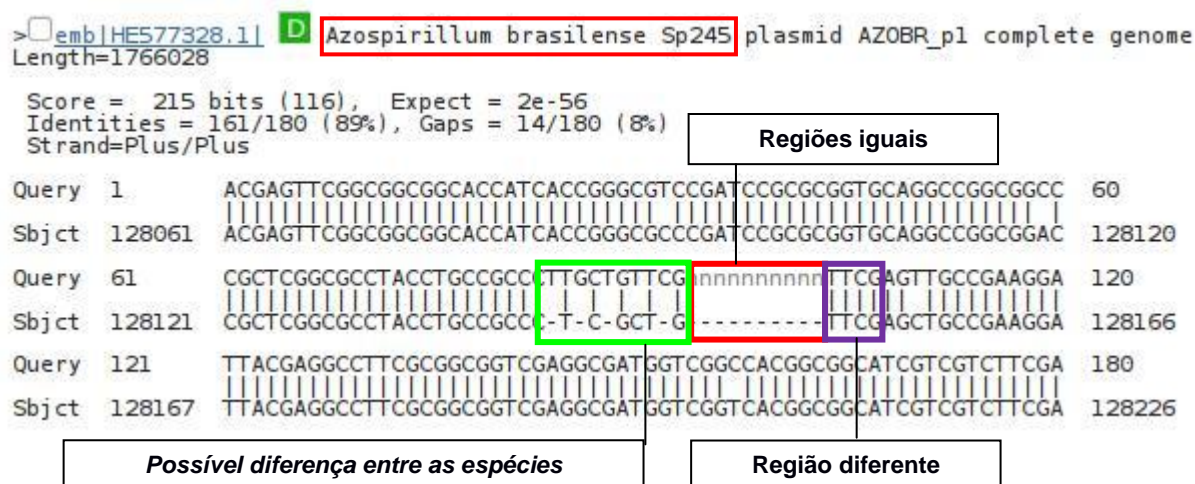 >emb|HE577328.1| D Azospirillum brasilense Sp245 plasmid AZOBR_p1 complete genome
Length=1766028
Score = 215 bits (116), Expect = 2e-56
Identities = 161/180 (89%), Gaps = 14/180 (8%)
Strand=Plus/Plus
Regiões iguais
Query 1 ACGAGTTCGGCGGCGGCACCATCACCGGGCGTCCGATCCGCGCGGTGCAGGCCGGCGGCC 60
Sbjct 128061 ACGAGTTCGGCGGCGGCACCATCACCGGGCGCCCGATCCGCGCGGTGCAGGCCGGCGGAC 128120
Query 61 CGCTCGGCGCCTACCTGCCGCCCTTGCTGTTCGnnnnnnnnnnTTCGAGTTGCCGAAGGA 120
Sbjct 128121 CGCTCGGCGCCTACCTGCCGCCC-T-C-GCT-G----------TTCGAGCTGCCGAAGGA 128166
Query 121 TTACGAGGCCTTCGCGGCGGTCGAGGCGATGGTCGGCCACGGCGGCATCGTCGTCTTCGA 180
Sbjct 128167 TTACGAGGCCTTCGCGGCGGTCGAGGCGATGGTCGGTCACGGCGGCATCGTCGTCTTCGA 128226
Possível diferença entre as espécies
Região diferente